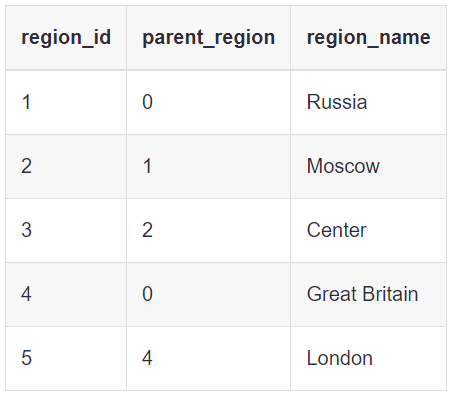 region_id parent_region region_name
1 0 Russia
2 1 Moscow
3 2 Center
4 0 Great Britain
5 4 London